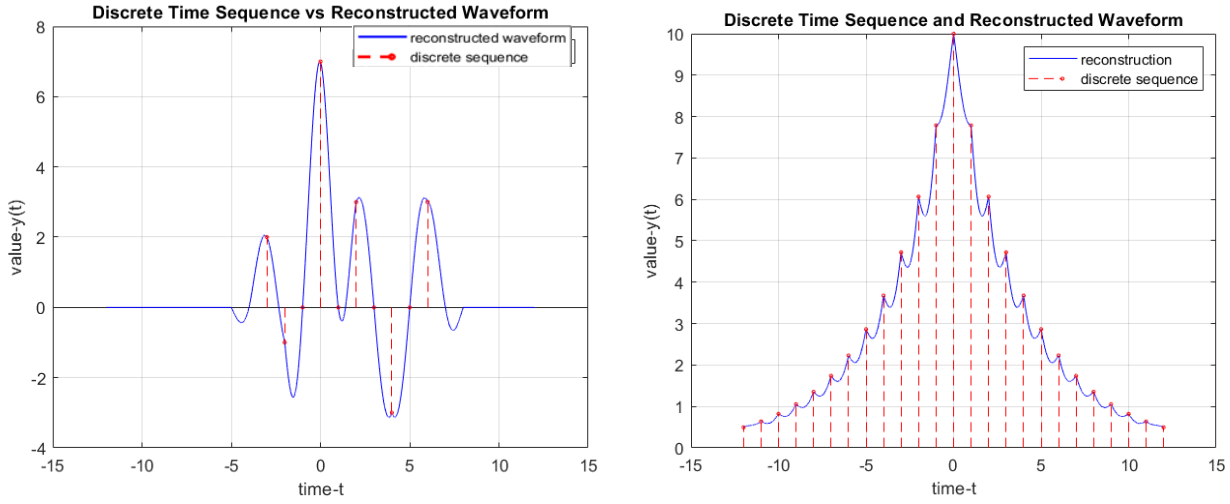 Discrete Time Sequence vs Reconstructed Waveform
reconstructed waveform
discrete sequence
8
6
4
2
0
-2
-4
value-y(t)
-15 -10 -5 0 5 10 15
time-t
Discrete Time Sequence and Reconstructed Waveform
reconstruction
discrete sequence
10
9
8
7
6
5
4
3
2
1
0
value-y(t)
-15 -10 -5 0 5 10 15
time-t